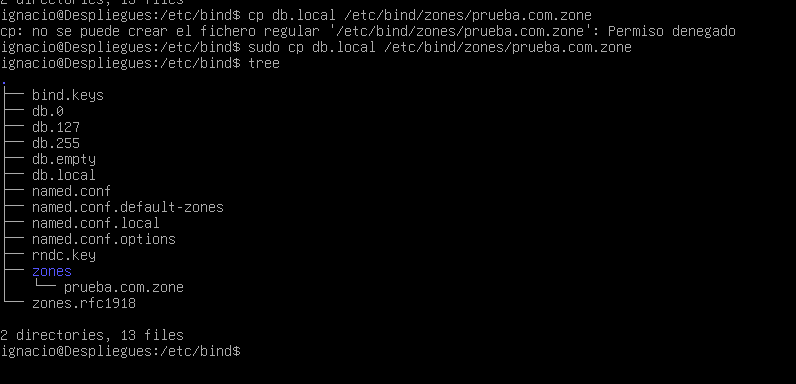 2 directories, 13 files
ignacio@Despliegues:/etc/bind$ cp db.local /etc/bind/zones/prueba.com.zone
cp: no se puede crear el fichero regular '/etc/bind/zones/prueba.com.zone': Permiso denegado
ignacio@Despliegues:/etc/bind$ sudo cp db.local /etc/bind/zones/prueba.com.zone
ignacio@Despliegues:/etc/bind$ tree
.
├── bind.keys
├── db.0
├── db.127
├── db.255
├── db.empty
├── db.local
├── named.conf
├── named.conf.default-zones
├── named.conf.local
├── named.conf.options
├── rndc.key
├── zones
│   └── prueba.com.zone
└── zones.rfc1918
2 directories, 13 files
ignacio@Despliegues:/etc/bind$